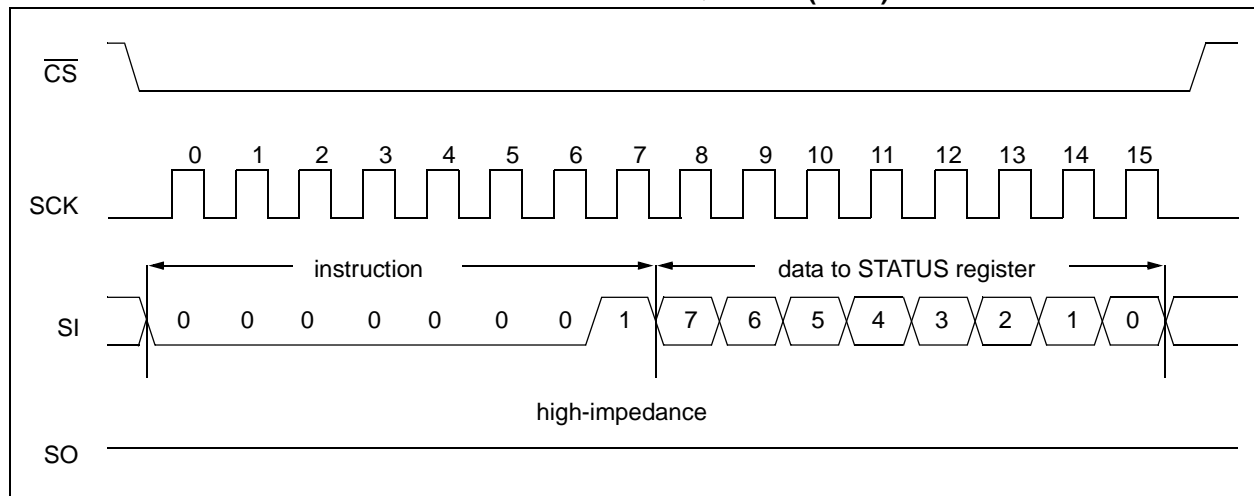 CS
0 1 2 3 4 5 6 7 8 9 10 11 12 13 14 15
SCK
instruction data to STATUS register
SI 0 0 0 0 0 0 0 1 7 6 5 4 3 2 1 0
high-impedance
SO